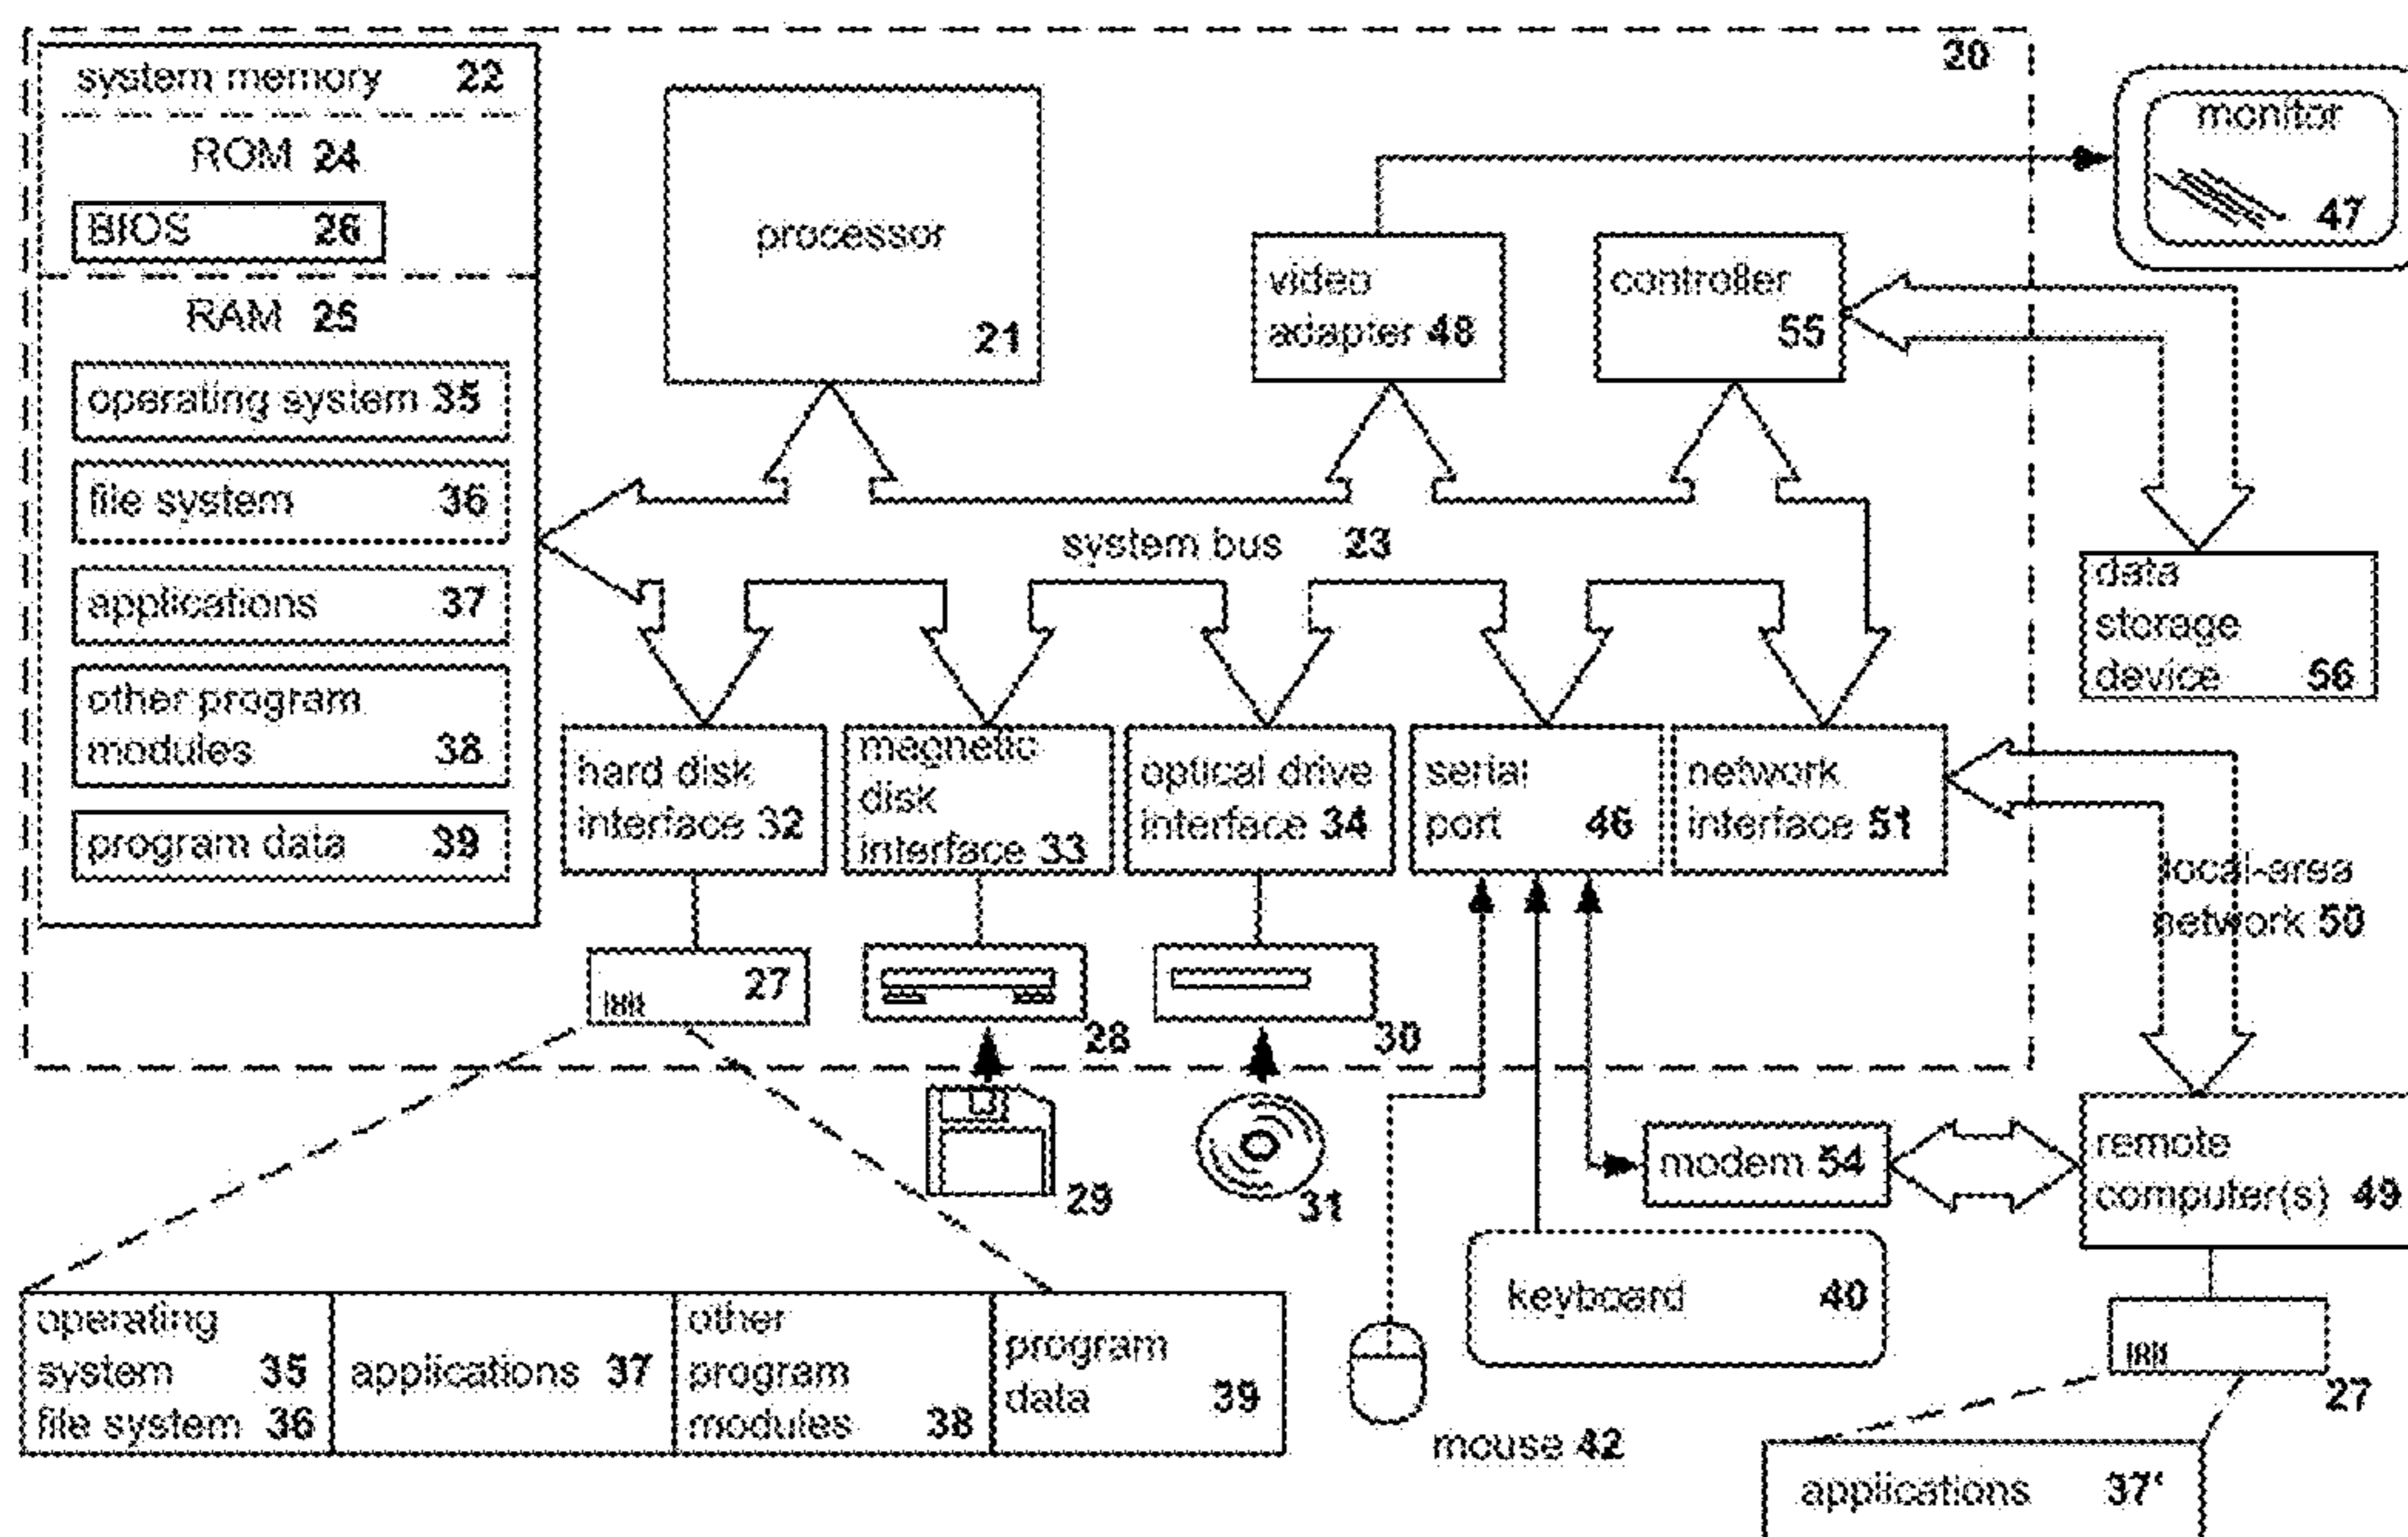 20
system memory 22
ROM 24
BIOS 26
RAM 25
operating system 35
file system 36
applications 37
other program
modules 38
program data 39
processor
21
video
adapter 48
controller
55
monitor
47
system bus 23
data
storage
device 56
hard disk
interface 32
magnetic
disk
interface 33
optical drive
interface 34
serial
port 46
network
interface 51
local-area
network 50
27
28
30
29
31
modem 54
remote
computer(s) 49
keyboard 40
mouse 42
27
operating
system 35
file system 36
applications 37
other
program
modules 38
program
data 39
applications 37'